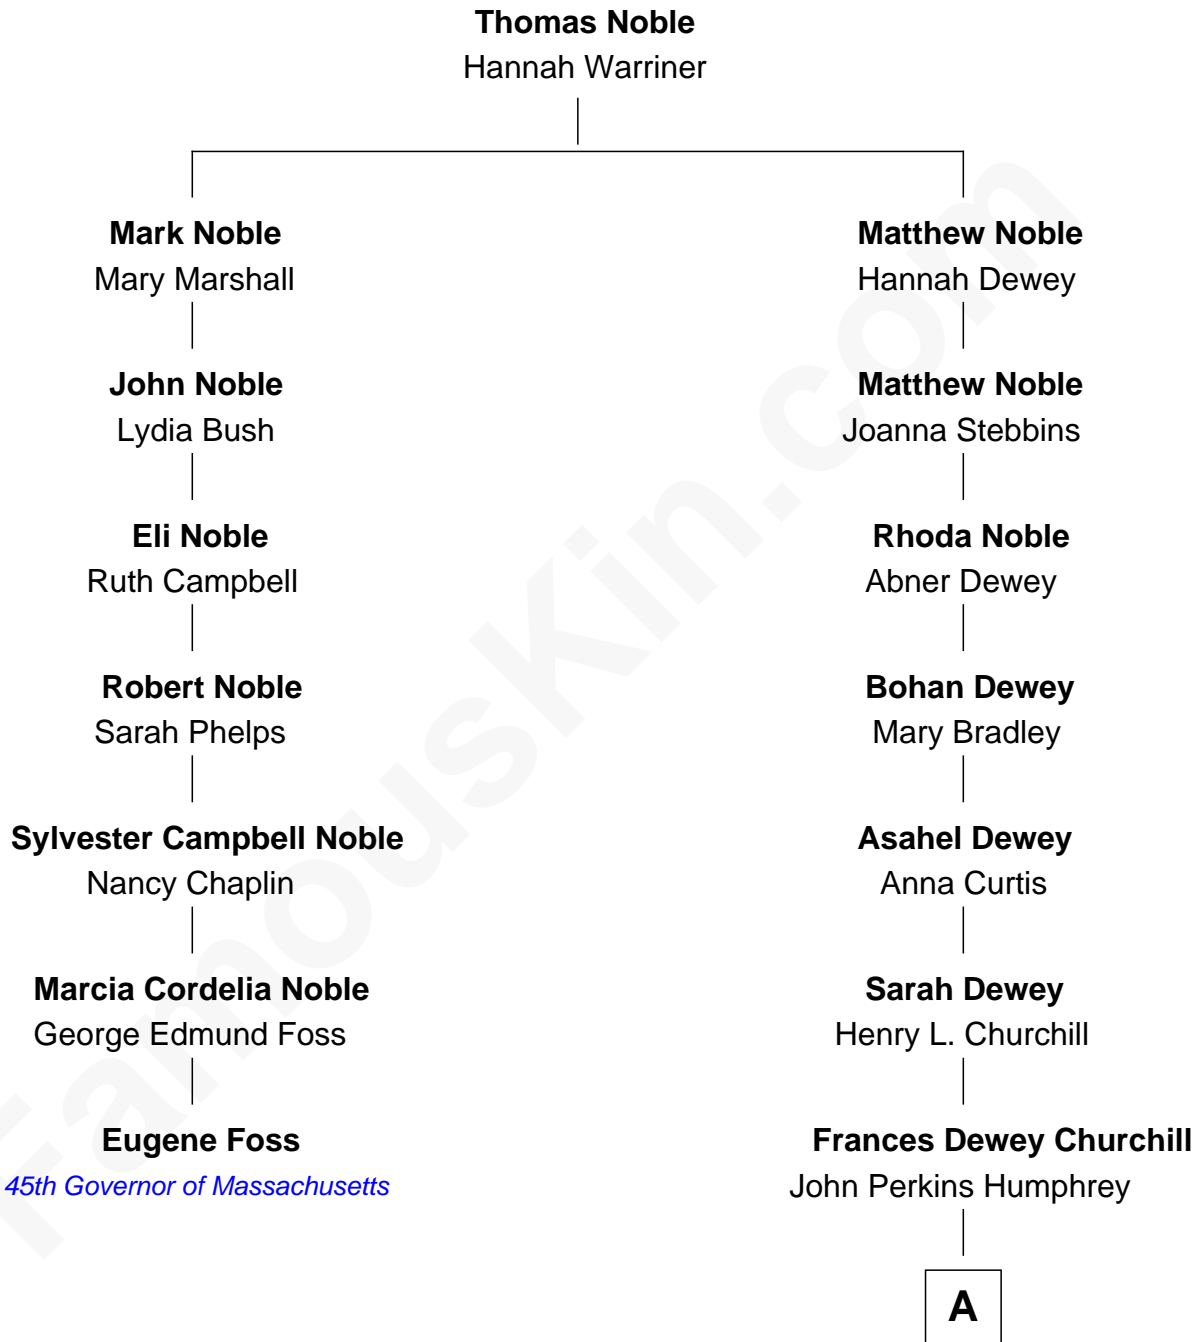 Thomas Noble
Hannah Warriner
Mark Noble
Mary Marshall
John Noble
Lydia Bush
Eli Noble
Ruth Campbell
Robert Noble
Sarah Phelps
Sylvester Campbell Noble
Nancy Chaplin
Marcia Cordelia Noble
George Edmund Foss
Eugene Foss
45th Governor of Massachusetts
Matthew Noble
Hannah Dewey
Matthew Noble
Joanna Stebbins
Rhoda Noble
Abner Dewey
Bohan Dewey
Mary Bradley
Asahel Dewey
Anna Curtis
Sarah Dewey
Henry L. Churchill
Frances Dewey Churchill
John Perkins Humphrey
A
FamousKin.com